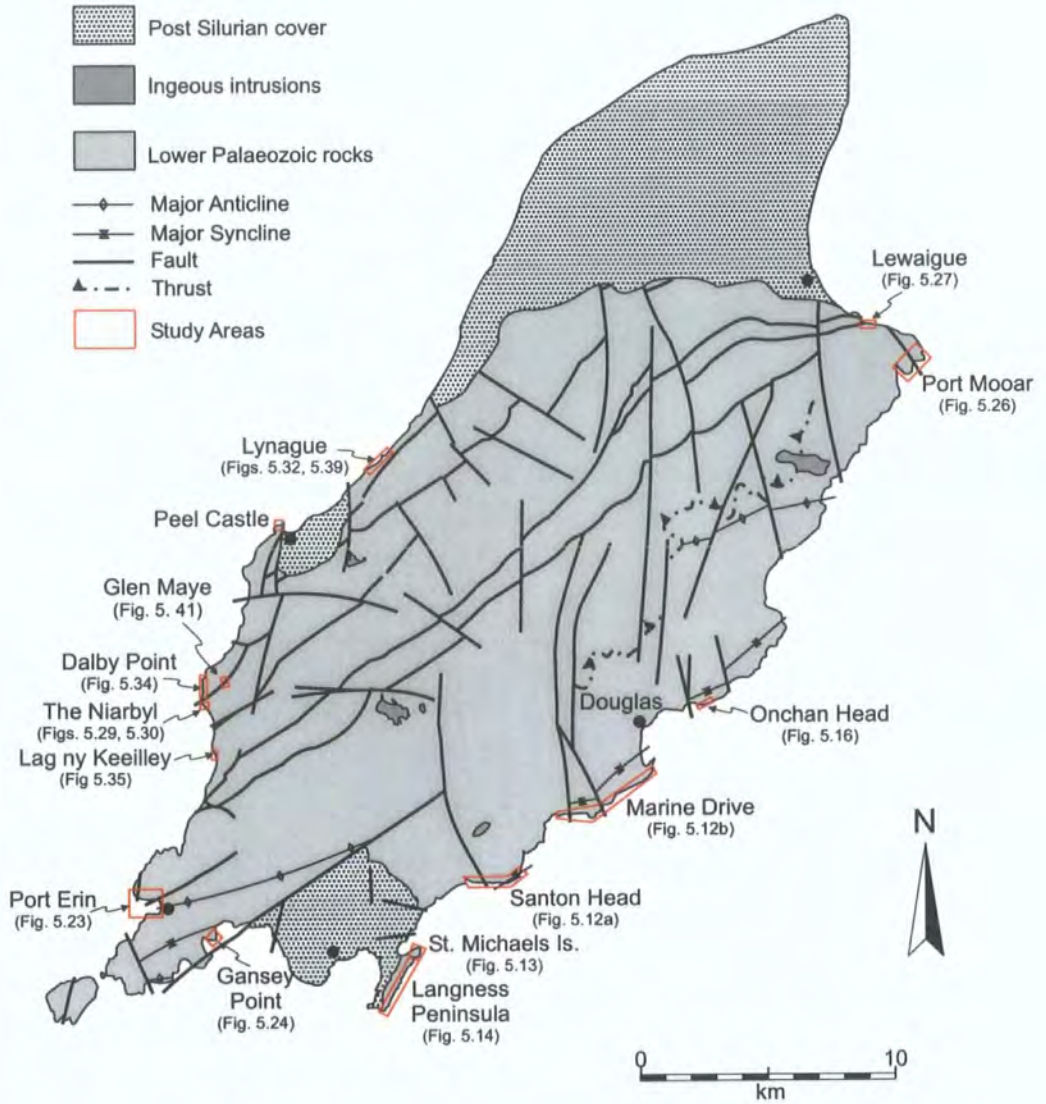 Post Silurian cover
Ingeous intrusions
Lower Palaeozoic rocks
Major Anticline
Major Syncline
Fault
Thrust
Study Areas
Lewaigue
(Fig. 5.27)
Port Mooar
(Fig. 5.26)
Lynague
(Figs. 5.32, 5.39)
Peel Castle
Glen Maye
(Fig. 5. 41)
Dalby Point
(Fig. 5.34)
The Niarbyl
(Figs. 5.29, 5.30)
Lag ny Keeilley
(Fig 5.35)
Douglas
Onchan Head
(Fig. 5.16)
Marine Drive
(Fig. 5.12b)
Santon Head
(Fig. 5.12a)
Port Erin
(Fig. 5.23)
Gansey
Point
(Fig. 5.24)
St. Michaels Is.
(Fig. 5.13)
Langness
Peninsula
(Fig. 5.14)
N
0 10
km